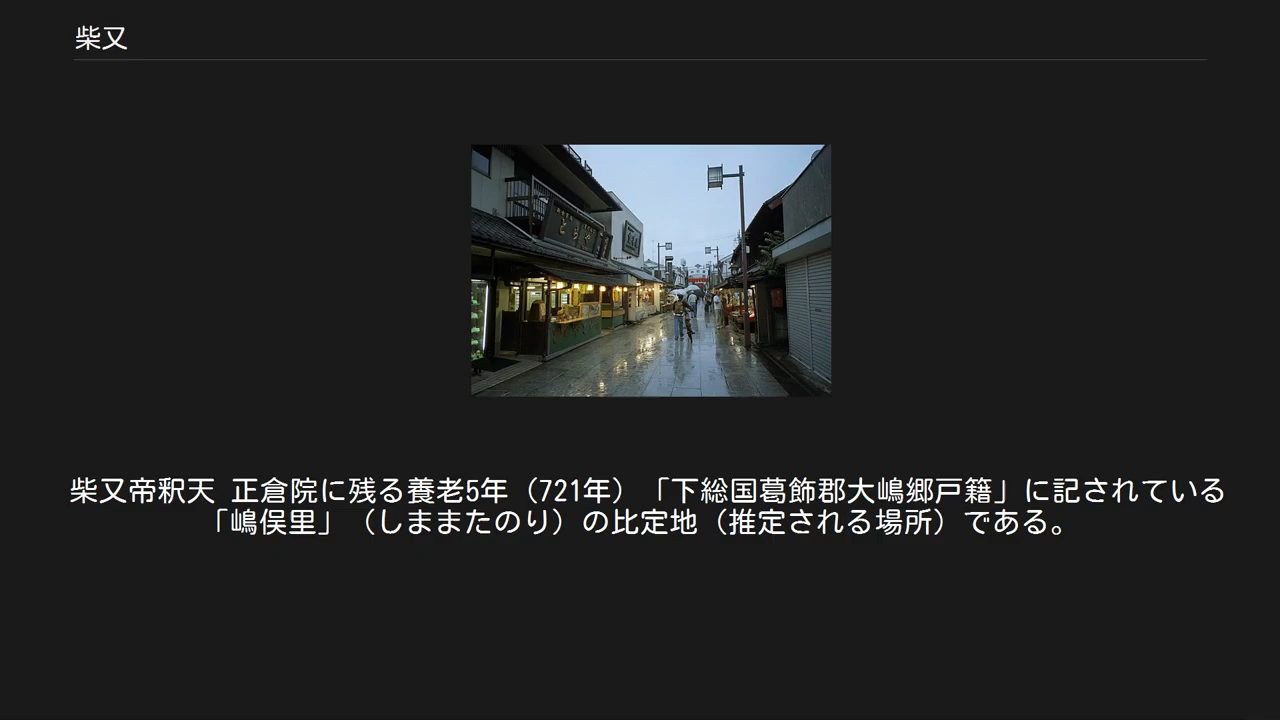 柴又
とらや
柴又帝釈天 正倉院に残る養老5年（721年）「下総国葛飾郡大嶋郷戸籍」に記されている
「嶋俣里」（しままたのり）の比定地（推定される場所）である。